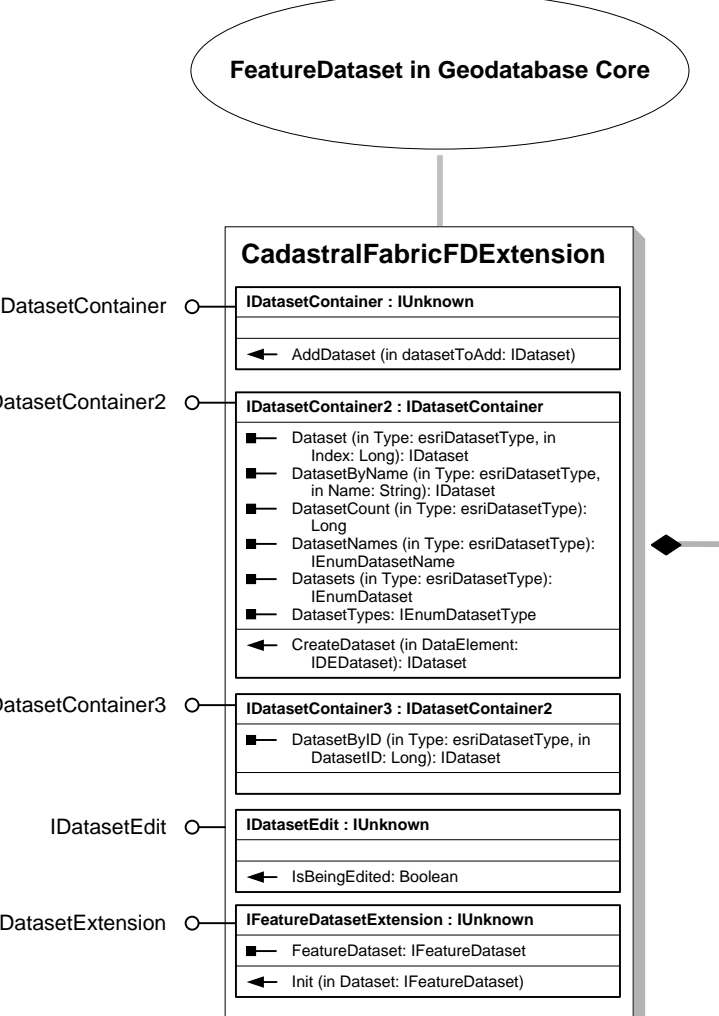 FeatureDataset in Geodatabase Core
CadastralFabricFDExtension
DatasetContainer
IDatasetContainer : IUnknown
AddDataset (in datasetToAdd: IDataset)
DatasetContainer2
IDatasetContainer2 : IDatasetContainer
Dataset (in Type: esriDatasetType, in
Index: Long): IDataset
DatasetByName (in Type: esriDatasetType,
in Name: String): IDataset
DatasetCount (in Type: esriDatasetType):
Long
DatasetNames (in Type: esriDatasetType):
IEnumDatasetName
Datasets (in Type: esriDatasetType):
IEnumDataset
DatasetTypes: IEnumDatasetType
CreateDataset (in DataElement:
IDEDataset): IDataset
DatasetContainer3
IDatasetContainer3 : IDatasetContainer2
DatasetByID (in Type: esriDatasetType, in
DatasetID: Long): IDataset
IDatasetEdit
IDatasetEdit : IUnknown
IsBeingEdited: Boolean
DatasetExtension
IFeatureDatasetExtension : IUnknown
FeatureDataset: IFeatureDataset
Init (in Dataset: IFeatureDataset)